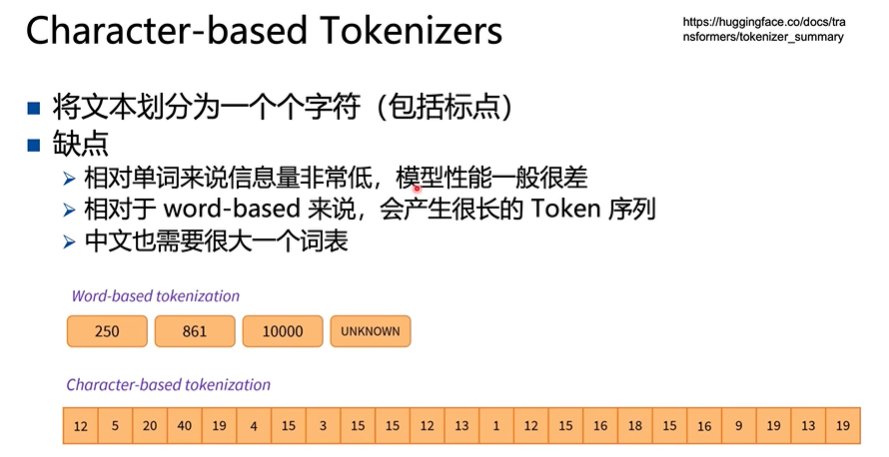 Character-based Tokenizers
https://huggingface.co/docs/tra
nsformers/tokenizer_summary
将文本划分为一个个字符（包括标点）
缺点
相对单词来说信息量非常低，模型性能一般很差
相对于 word-based 来说，会产生很长的 Token 序列
中文也需要很大一个词表
Word-based tokenization
250 861 10000 UNKNOWN
Character-based tokenization
12 5 20 40 19 4 15 3 15 15 12 13 1 12 15 16 18 15 16 9 19 13 19